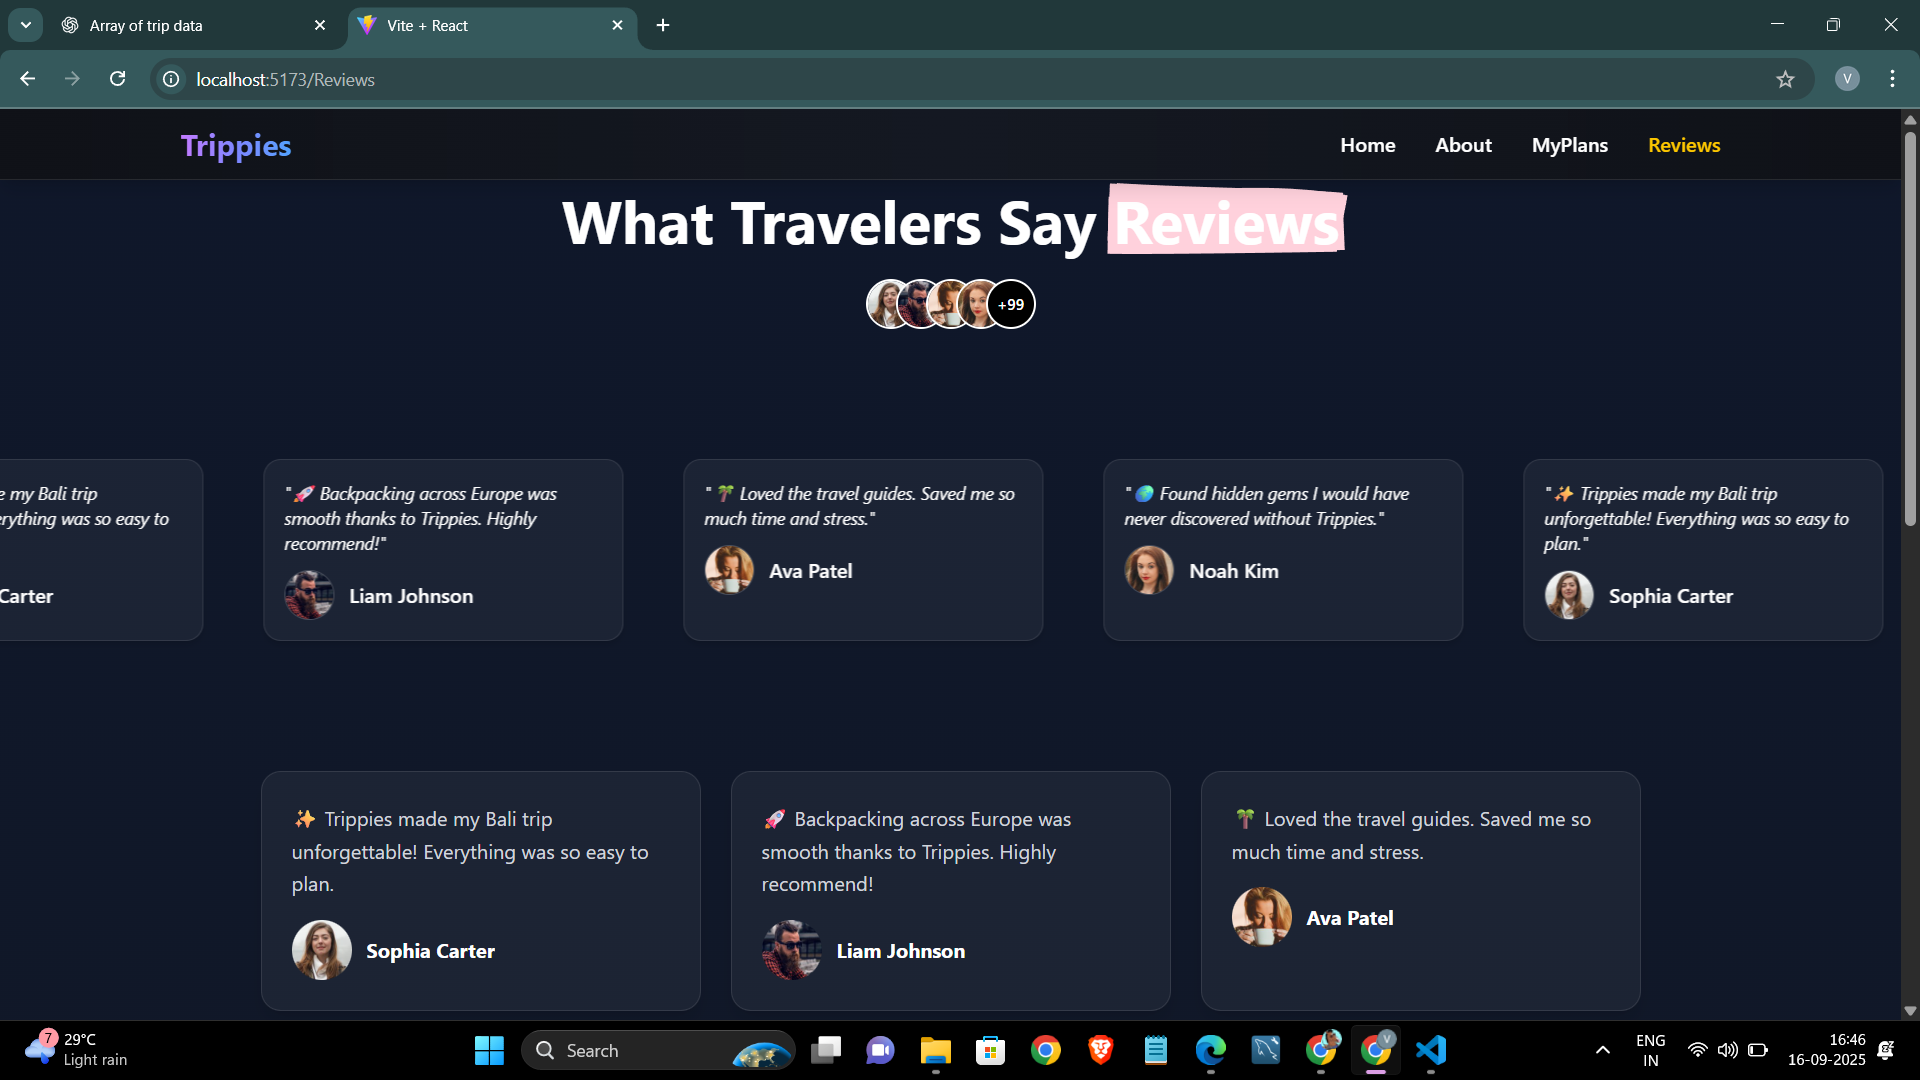 Array of trip data
Vite + React
localhost:5173/Reviews
V
Trippies
Home About MyPlans Reviews
What Travelers Say Reviews
+99
e my Bali trip
erything was so easy to
Carter
"🚀 Backpacking across Europe was
smooth thanks to Trippies. Highly
recommend!"
Liam Johnson
"🌴 Loved the travel guides. Saved me so
much time and stress."
Ava Patel
"🌍 Found hidden gems I would have
never discovered without Trippies."
Noah Kim
"✨ Trippies made my Bali trip
unforgettable! Everything was so easy to
plan."
Sophia Carter
✨ Trippies made my Bali trip
unforgettable! Everything was so easy to
plan.
Sophia Carter
🚀 Backpacking across Europe was
smooth thanks to Trippies. Highly
recommend!
Liam Johnson
🌴 Loved the travel guides. Saved me so
much time and stress.
Ava Patel
7
29°C
Light rain
Search
V
ENG
IN
16:46
16-09-2025